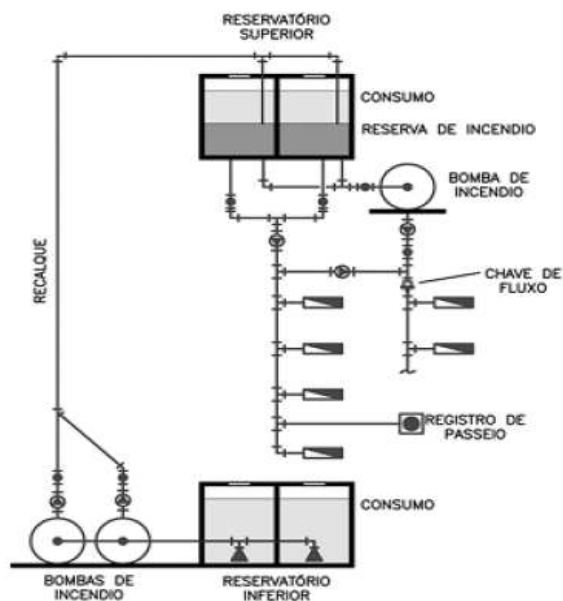 RESERVATÓRIO
SUPERIOR
CONSUMO
RESERVA DE INCENDIO
BOMBA DE
INCENDIO
RECALQUE
CHAVE DE
FLUXO
REGISTRO DE
PASSEIO
CONSUMO
BOMBAS DE
INCENDIO
RESERVATÓRIO
INFERIOR